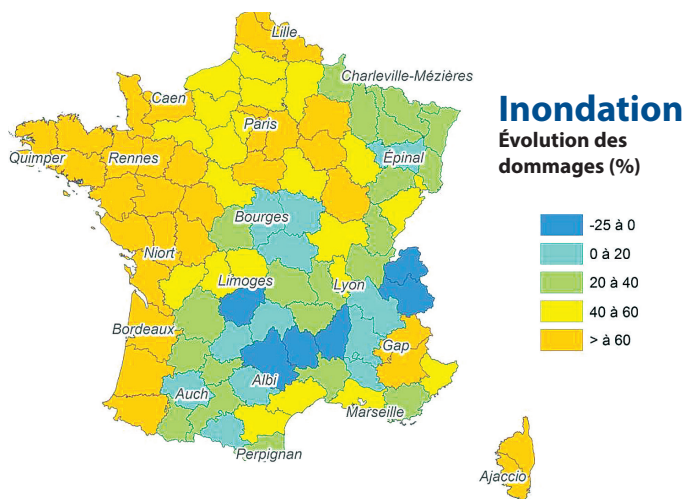 Lille
Charleville-Mézières
Caen
Paris
Épinal
Quimper
Rennes
Bourges
Niort
Limoges
Lyon
Bordeaux
Gap
Albi
Auch
Marseille
Perpignan
Ajaccio
Inondation
Évolution des
dommages (%)
-25 à 0
0 à 20
20 à 40
40 à 60
> à 60